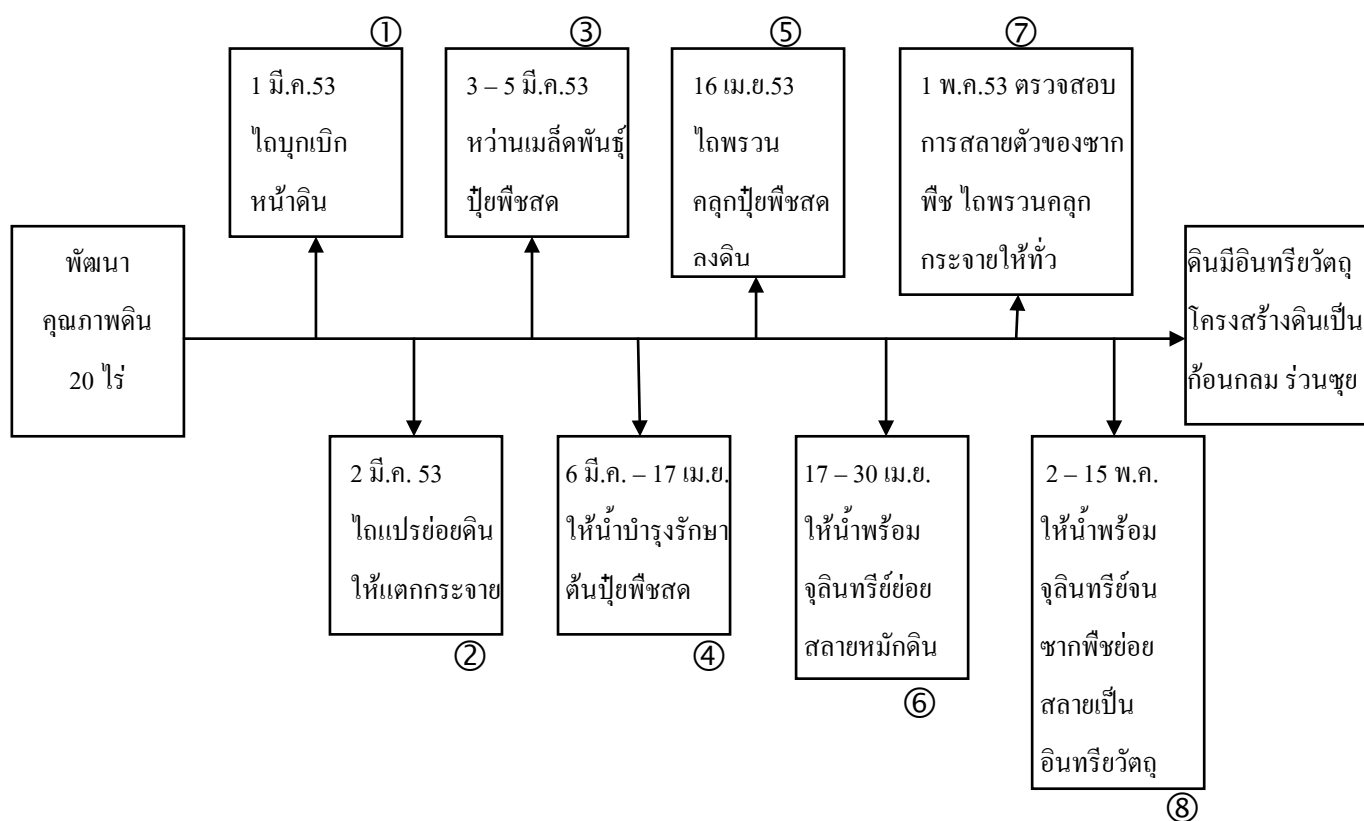 ①
1 มี.ค.53
ไถบุกเบิก
หน้าดิน
③
3 – 5 มี.ค.53
หว่านเมล็ดพันธุ์
ปุ๋ยพืชสด
⑤
16 เม.ย.53
ไถพรวน
คลุกปุ๋ยพืชสด
ลงดิน
⑦
1 พ.ค.53 ตรวจสอบ
การสลายตัวของซาก
พืช ไถพรวนคลุก
กระจายให้ทั่ว
พัฒนา
คุณภาพดิน
20 ไร่
ดินมีอินทรียวัตถุ
โครงสร้างดินเป็น
ก้อนกลม ร่วนซุย
2 มี.ค. 53
ไถแปรย่อยดิน
ให้แตกกระจาย
②
6 มี.ค. – 17 เม.ย.
ให้น้ำบำรุงรักษา
ต้นปุ๋ยพืชสด
④
17 – 30 เม.ย.
ให้น้ำพร้อม
จุลินทรีย์ย่อย
สลายหมักดิน
⑥
2 – 15 พ.ค.
ให้น้ำพร้อม
จุลินทรีย์จน
ซากพืชย่อย
สลายเป็น
อินทรียวัตถุ
⑧